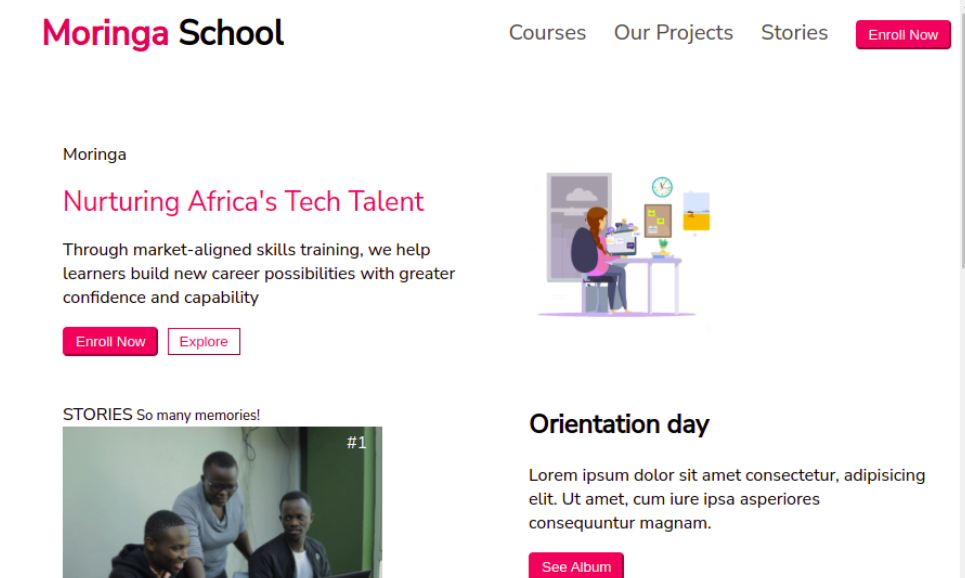 Moringa School
Courses
Our Projects
Stories
Enroll Now
Moringa
Nurturing Africa's Tech Talent
Through market-aligned skills training, we help
learners build new career possibilities with greater
confidence and capability
Enroll Now
Explore
STORIES So many memories!
#1
Orientation day
Lorem ipsum dolor sit amet consectetur, adipisicing
elit. Ut amet, cum iure ipsa asperiores
consequuntur magnam.
See Album